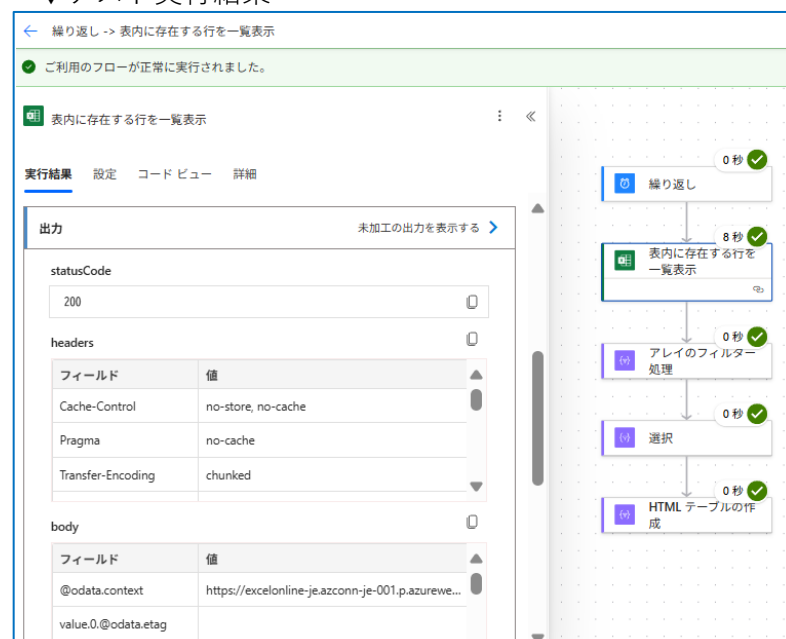 ← 繰り返し -> 表内に存在する行を一覧表示
ご利用のフローが正常に実行されました。
表内に存在する行を一覧表示
実行結果 設定 コード ビュー 詳細
出力 未加工の出力を表示する
statusCode
200
headers
フィールド 値
Cache-Control no-store, no-cache
Pragma no-cache
Transfer-Encoding chunked
body
フィールド 値
@odata.context https://excelonline-je.azconn-je-001.p.azurewe...
value.0.@odata.etag
0 秒
繰り返し
8 秒
表内に存在する行を
一覧表示
0 秒
アレイのフィルター
処理
0 秒
選択
0 秒
HTML テーブルの作
成